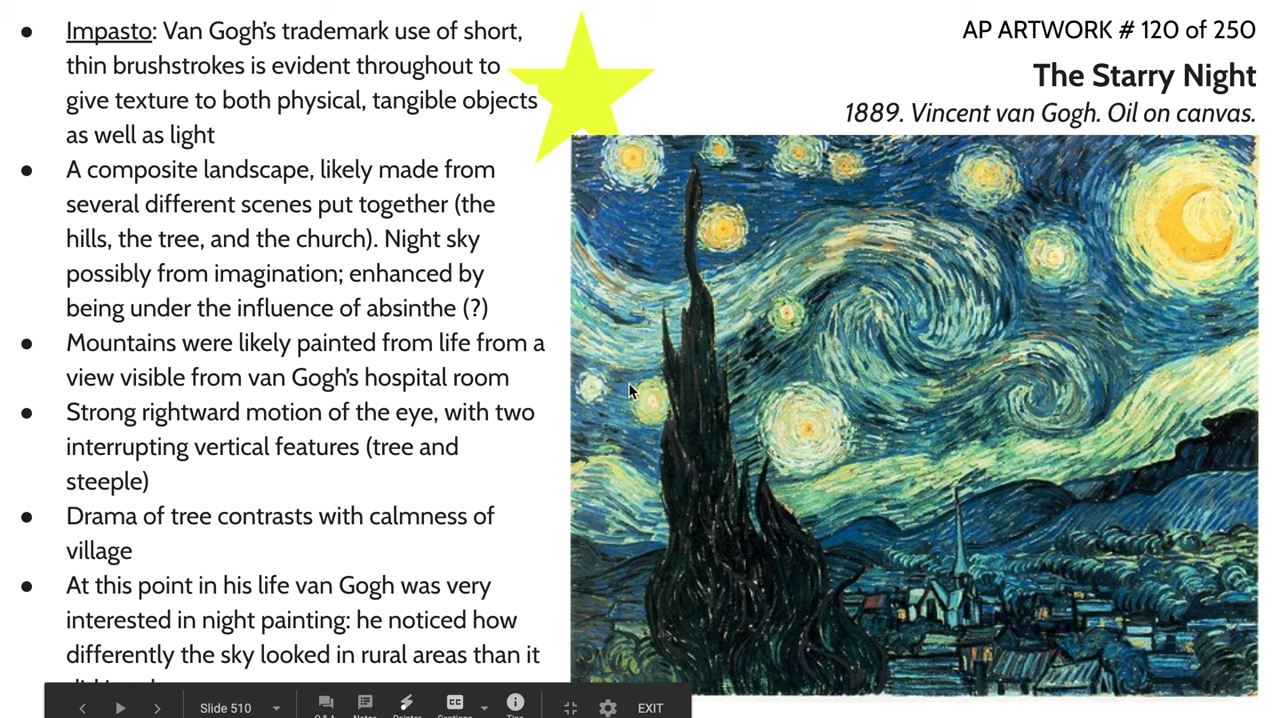 ● Impasto: Van Gogh's trademark use of short,
thin brushstrokes is evident throughout to
give texture to both physical, tangible objects
as well as light
● A composite landscape, likely made from
several different scenes put together (the
hills, the tree, and the church). Night sky
possibly from imagination; enhanced by
being under the influence of absinthe (?)
● Mountains were likely painted from life from a
view visible from van Gogh's hospital room
● Strong rightward motion of the eye, with two
interrupting vertical features (tree and
steeple)
● Drama of tree contrasts with calmness of
village
● At this point in his life van Gogh was very
interested in night painting: he noticed how
differently the sky looked in rural areas than it
AP ARTWORK # 120 of 250
The Starry Night
1889. Vincent van Gogh. Oil on canvas.
Slide 510
EXIT